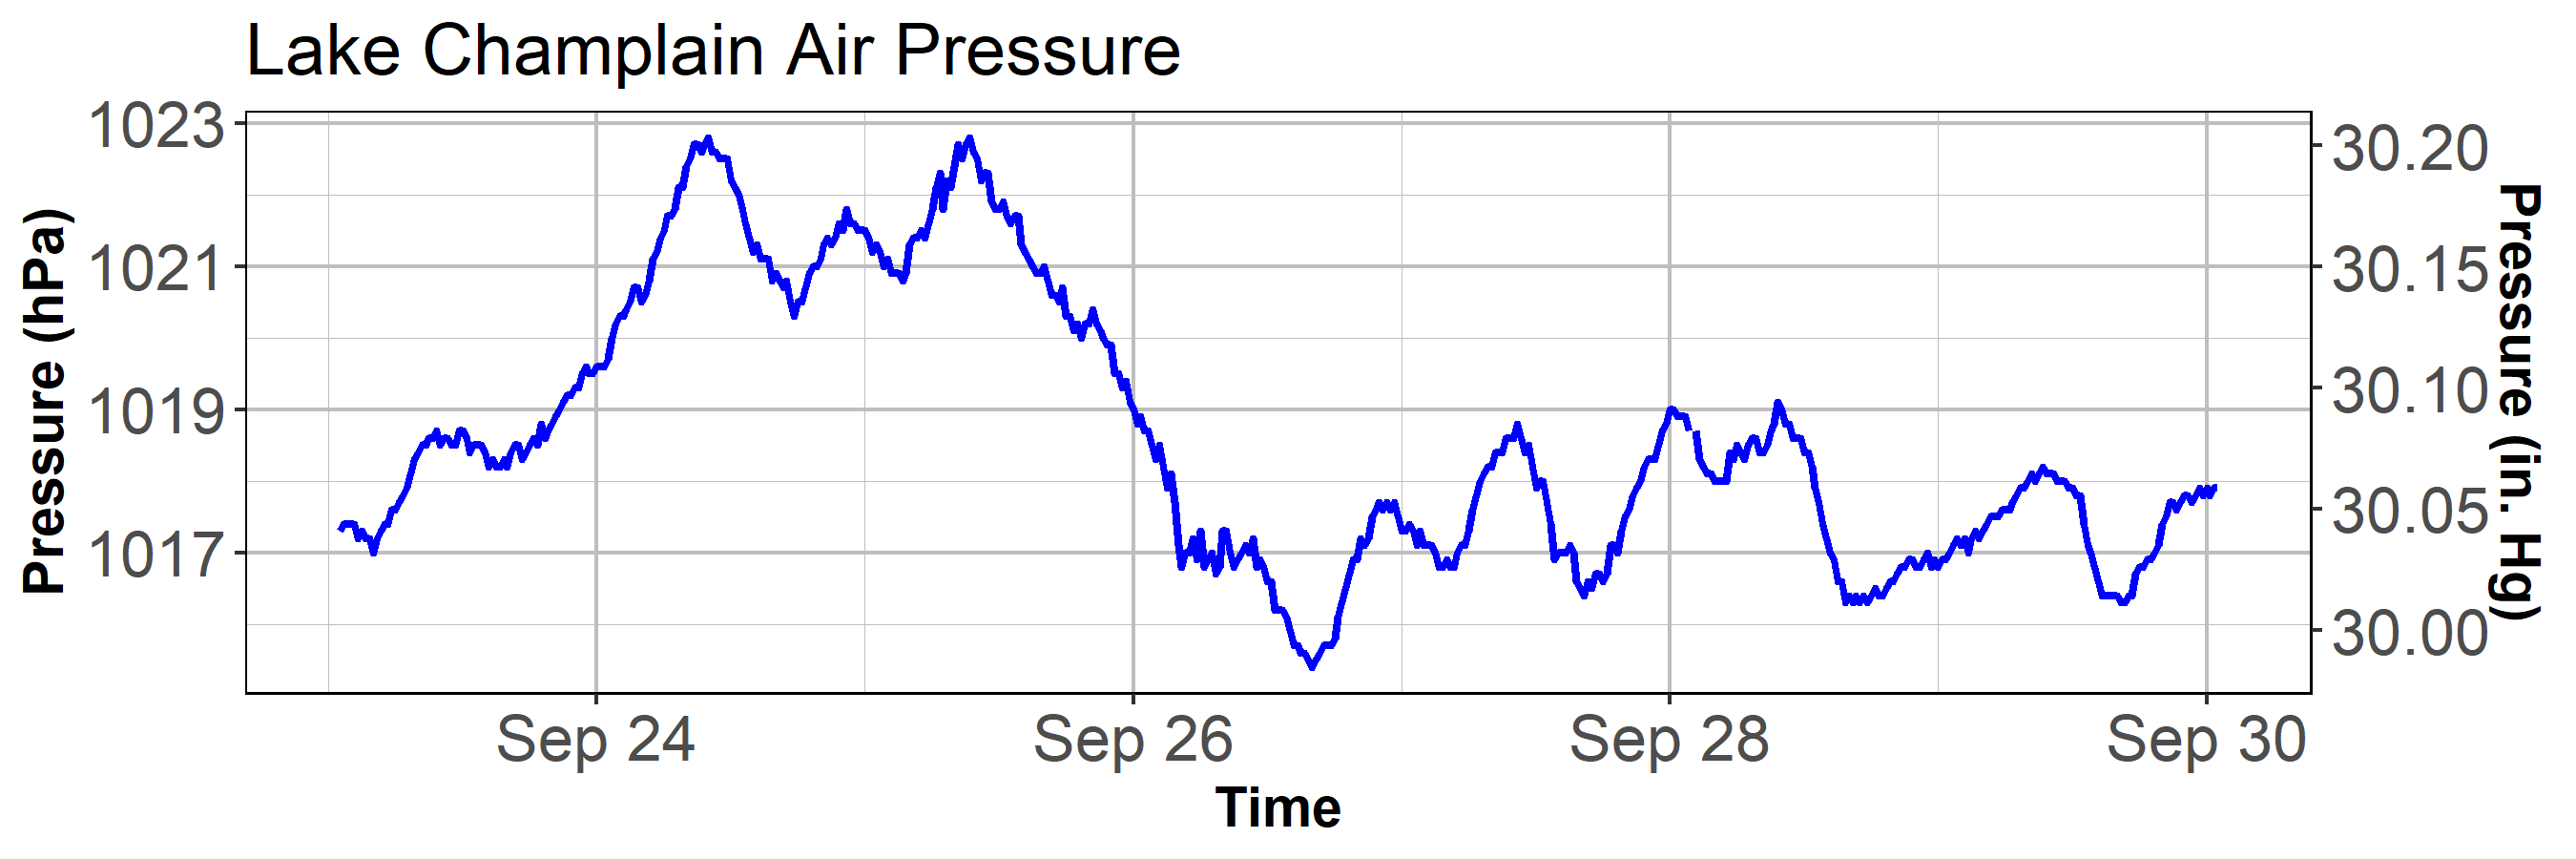 Lake Champlain Air Pressure
Pressure (hPa)
1023
1021
1019
1017
30.20
30.15
30.10
30.05
30.00
Pressure (in. Hg)
Sep 24
Sep 26
Sep 28
Sep 30
Time